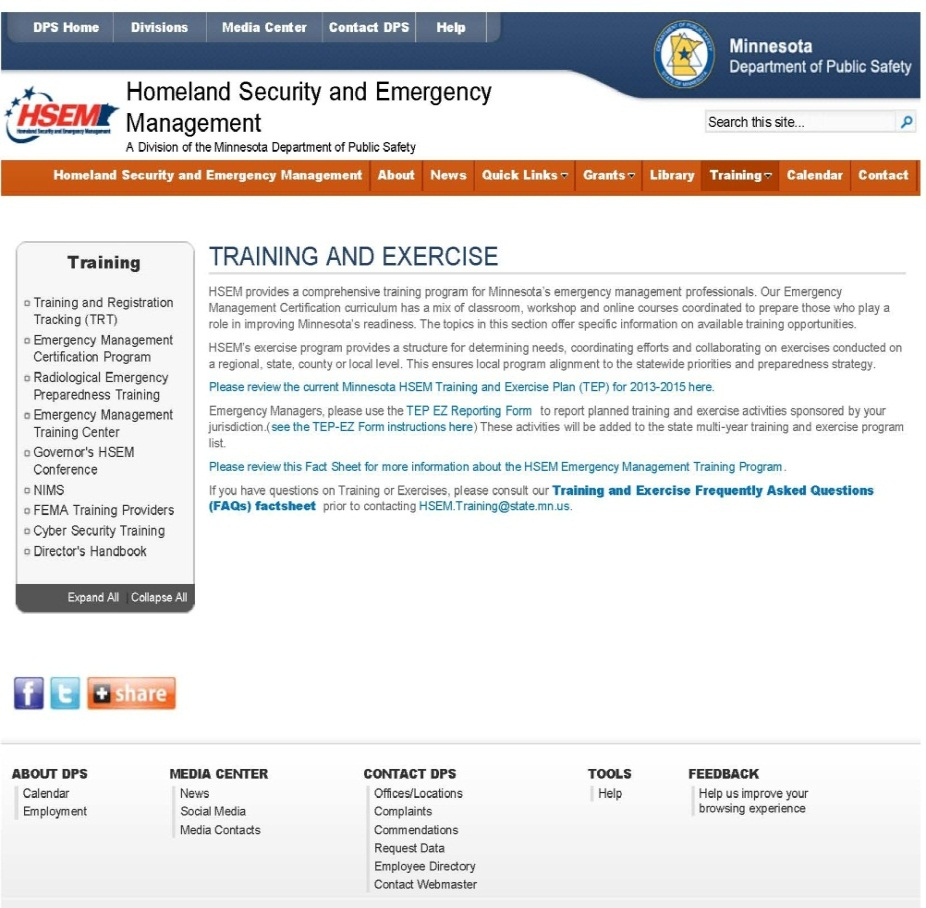 DPS Home Divisions Media Center Contact DPS Help
Minnesota
Department of Public Safety
HSEM
Homeland Security and Emergency Management
Homeland Security and Emergency
Management
A Division of the Minnesota Department of Public Safety
Search this site...
Homeland Security and Emergency Management About News Quick Links Grants Library Training Calendar Contact
Training
Training and Registration
Tracking (TRT)
Emergency Management
Certification Program
Radiological Emergency
Preparedness Training
Emergency Management
Training Center
Governor's HSEM
Conference
NIMS
FEMA Training Providers
Cyber Security Training
Director's Handbook
Expand All Collapse All
TRAINING AND EXERCISE
HSEM provides a comprehensive training program for Minnesota's emergency management professionals. Our Emergency
Management Certification curriculum has a mix of classroom, workshop and online courses coordinated to prepare those who play a
role in improving Minnesota's readiness. The topics in this section offer specific information on available training opportunities.
HSEM's exercise program provides a structure for determining needs, coordinating efforts and collaborating on exercises conducted on
a regional, state, county or local level. This ensures local program alignment to the statewide priorities and preparedness strategy.
Please review the current Minnesota HSEM Training and Exercise Plan (TEP) for 2013-2015 here.
Emergency Managers, please use the TEP EZ Reporting Form to report planned training and exercise activities sponsored by your
jurisdiction.(see the TEP-EZ Form instructions here) These activities will be added to the state multi-year training and exercise program
list.
Please review this Fact Sheet for more information about the HSEM Emergency Management Training Program.
If you have questions on Training or Exercises, please consult our Training and Exercise Frequently Asked Questions
(FAQs) factsheet prior to contacting HSEM.Training@state.mn.us.
share
ABOUT DPS
Calendar
Employment
MEDIA CENTER
News
Social Media
Media Contacts
CONTACT DPS
Offices/Locations
Complaints
Commendations
Request Data
Employee Directory
Contact Webmaster
TOOLS
Help
FEEDBACK
Help us improve your
browsing experience